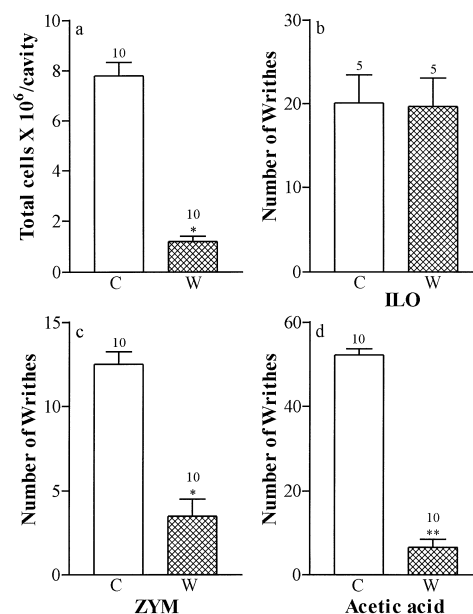 a
10
10
*
Total cells X 10⁶/cavity
10
8
6
4
2
0
C
W
b
5
5
Number of Writhes
30
20
10
0
C
W
ILO
c
10
10
*
Number of Writhes
15
10
5
0
C
W
ZYM
d
10
10
**
Number of Writhes
60
40
20
0
C
W
Acetic acid